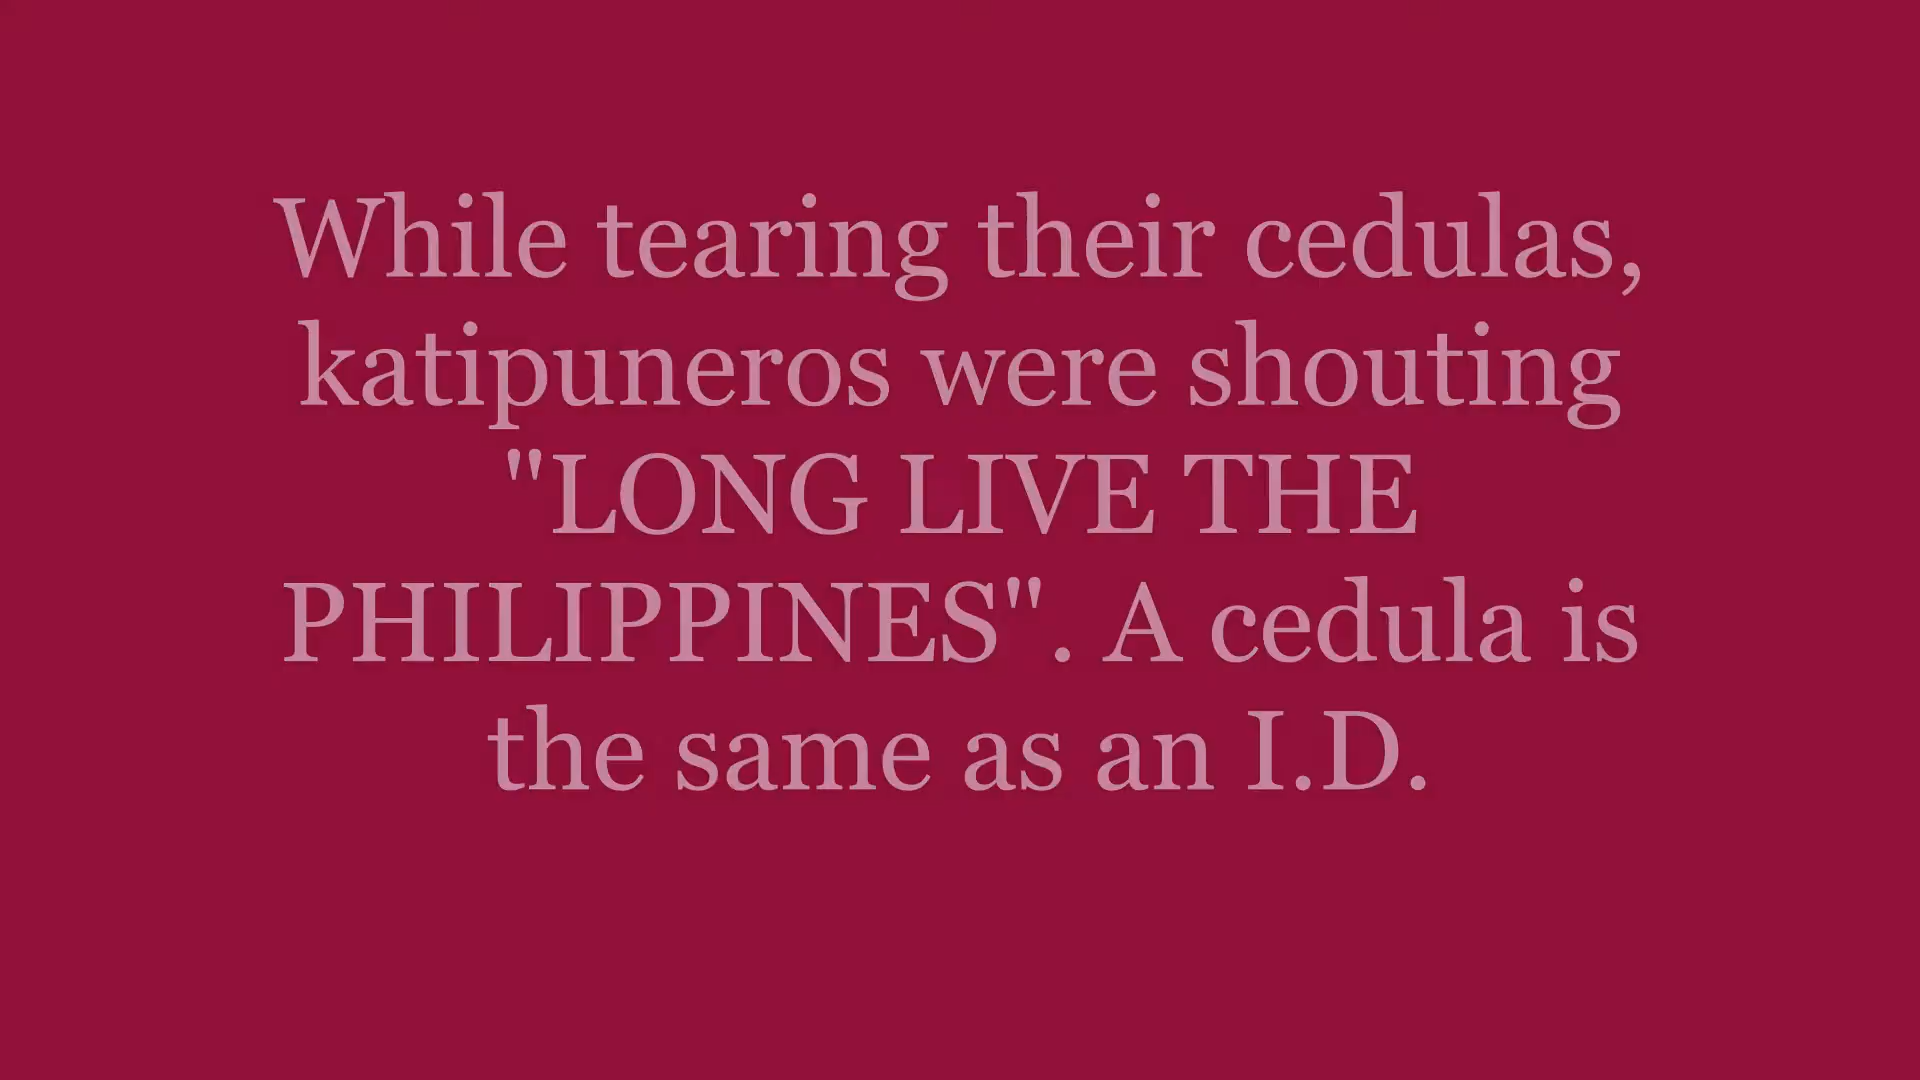 While tearing their cedulas,
katipuneros were shouting
"LONG LIVE THE
PHILIPPINES". A cedula is
the same as an I.D.